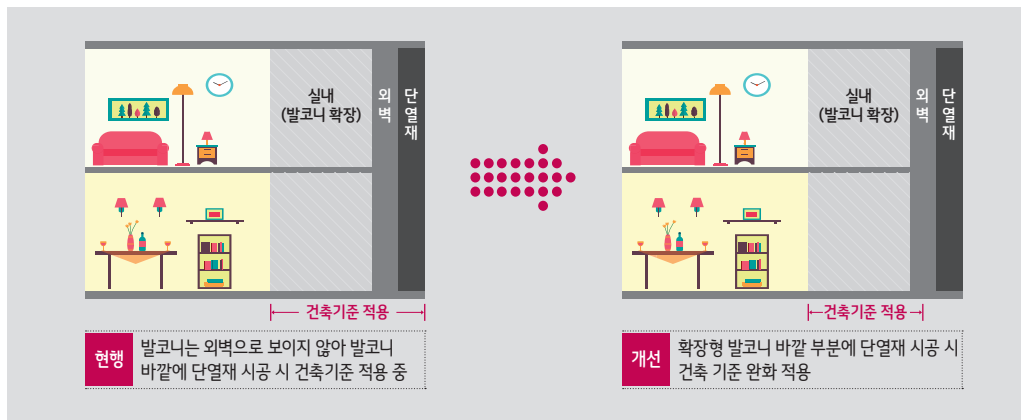 실내
(발코니 확장)
외벽
단열재
건축기준 적용
현행
발코니는 외벽으로 보이지 않아 발코니
바깥에 단열재 시공 시 건축기준 적용 중
실내
(발코니 확장)
외벽
단열재
건축기준 적용
개선
확장형 발코니 바깥 부분에 단열재 시공 시
건축 기준 완화 적용